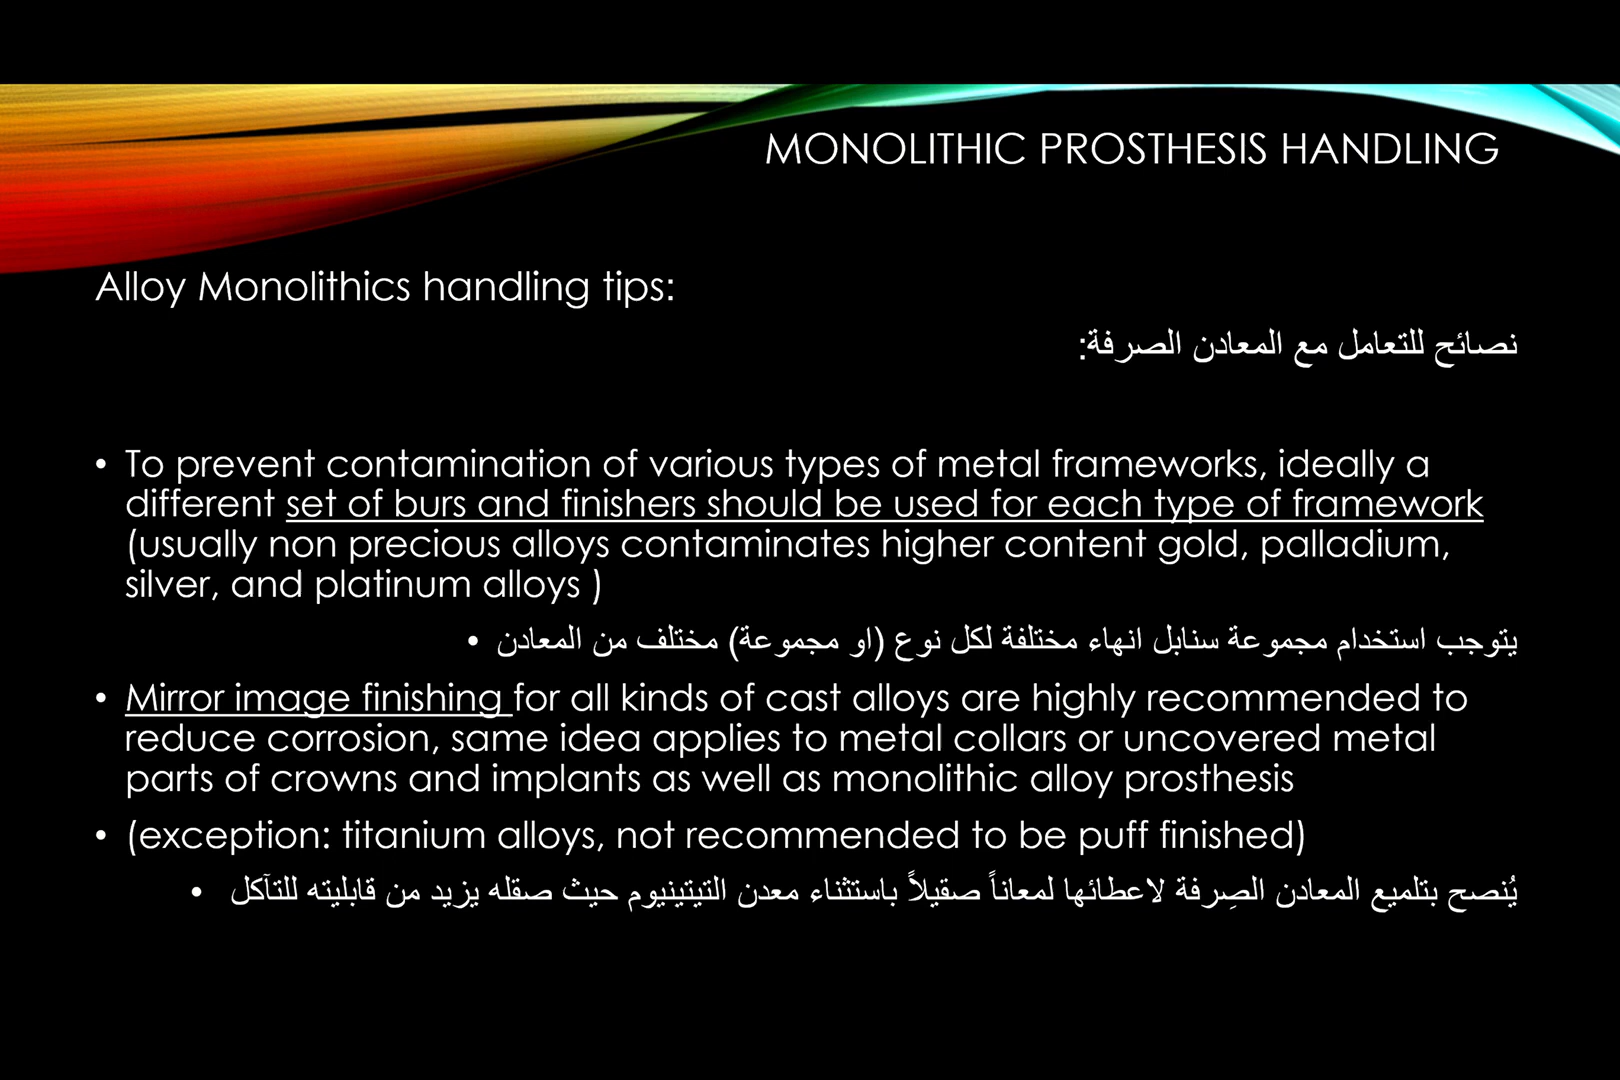 MONOLITHIC PROSTHESIS HANDLING
Alloy Monolithics handling tips:
نصائح للتعامل مع المعادن الصرفة:
• To prevent contamination of various types of metal frameworks, ideally a
different set of burs and finishers should be used for each type of framework
(usually non precious alloys contaminates higher content gold, palladium,
silver, and platinum alloys )
يتوجب استخدام مجموعة سنابل انهاء مختلفة لكل نوع (او مجموعة) مختلف من المعادن •
• Mirror image finishing for all kinds of cast alloys are highly recommended to
reduce corrosion, same idea applies to metal collars or uncovered metal
parts of crowns and implants as well as monolithic alloy prosthesis
• (exception: titanium alloys, not recommended to be puff finished)
يُنصح بتلميع المعادن الصِرفة لاعطائها لمعاناً صقيلاً باستثناء معدن التيتينيوم حيث صقله يزيد من قابليته للتآكل •